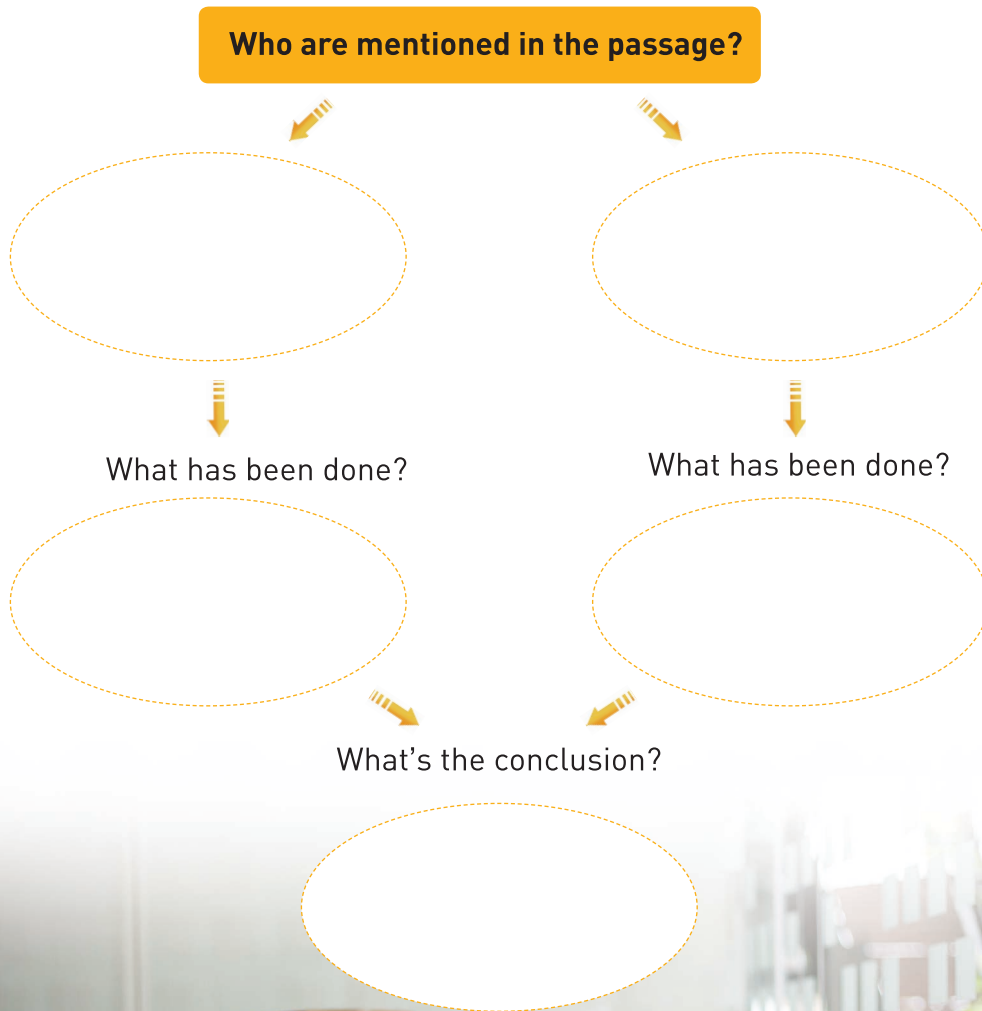 Who are mentioned in the passage?
What has been done?
What has been done?
What's the conclusion?